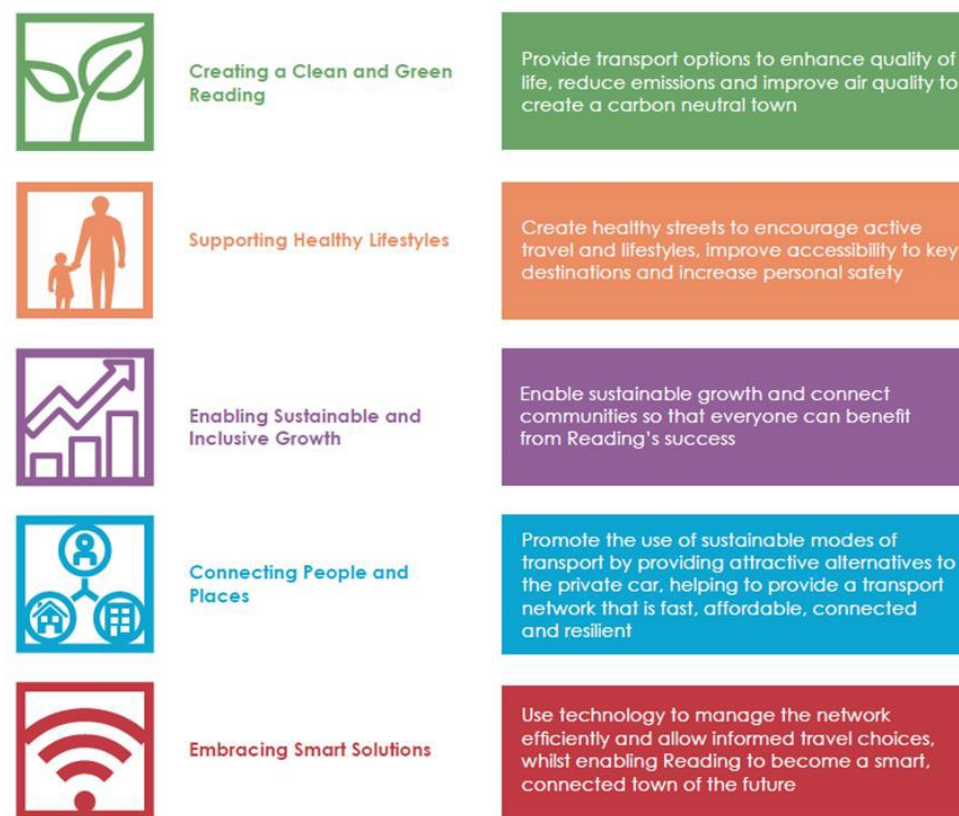 Creating a Clean and Green
Reading
Provide transport options to enhance quality of
life, reduce emissions and improve air quality to
create a carbon neutral town
Supporting Healthy Lifestyles
Create healthy streets to encourage active
travel and lifestyles, improve accessibility to key
destinations and increase personal safety
Enabling Sustainable and
Inclusive Growth
Enable sustainable growth and connect
communities so that everyone can benefit
from Reading's success
Connecting People and
Places
Promote the use of sustainable modes of
transport by providing attractive alternatives to
the private car, helping to provide a transport
network that is fast, affordable, connected
and resilient
Embracing Smart Solutions
Use technology to manage the network
efficiently and allow informed travel choices,
whilst enabling Reading to become a smart,
connected town of the future